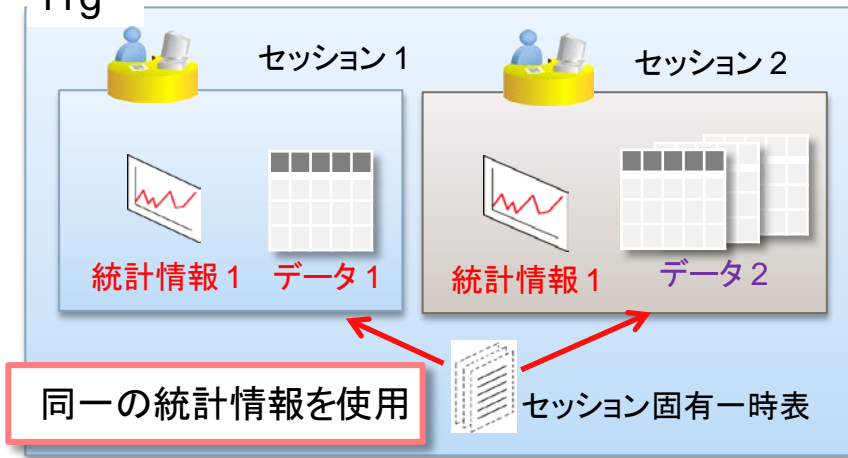 11g
セッション 1
セッション 2
統計情報 1
データ 1
統計情報 1
データ 2
同一の統計情報を使用
セッション固有一時表